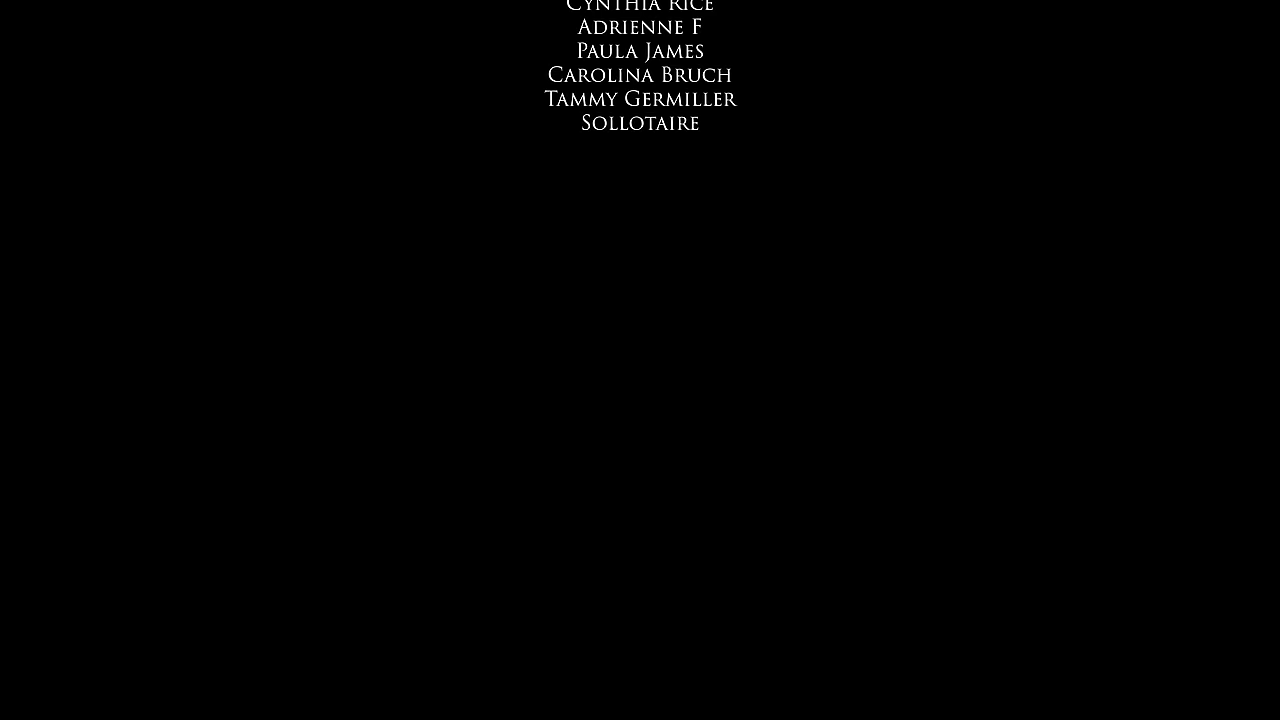 Cynthia Rice
Adrienne F
Paula James
Carolina Bruch
Tammy Germiller
Sollotaire